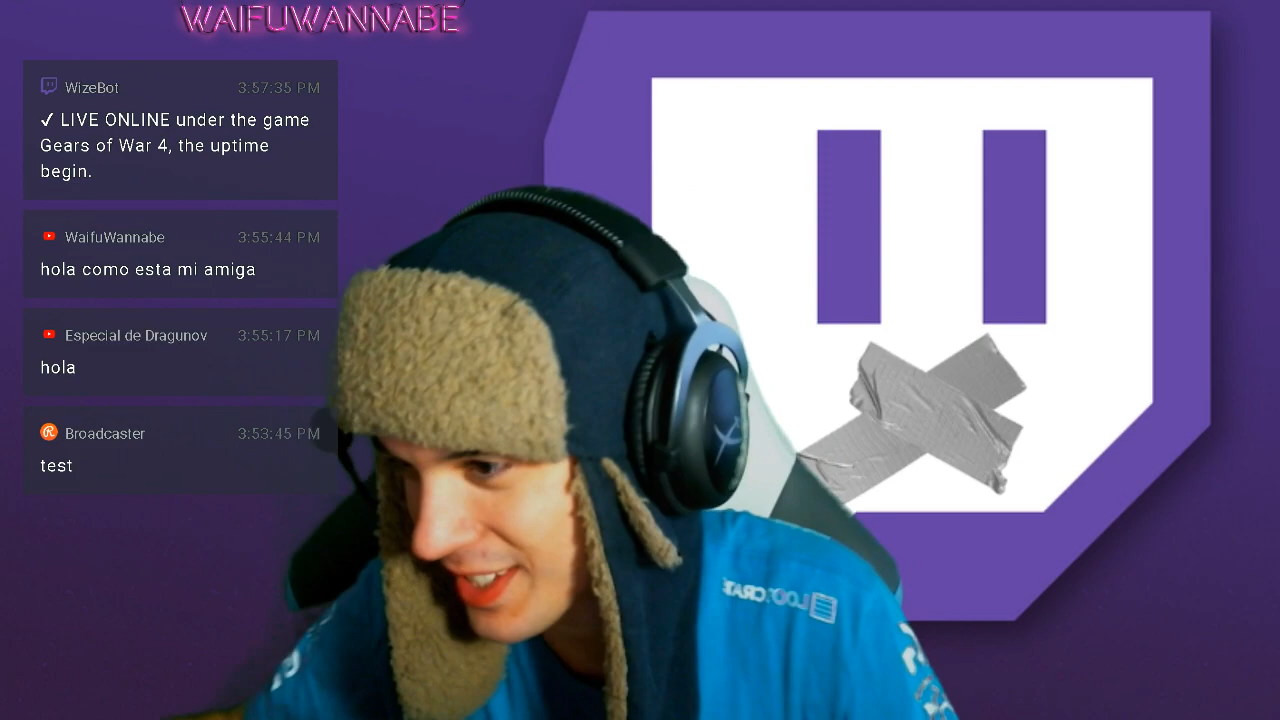 WAIFUWANNABE
WizeBot 3:57:35 PM
✓ LIVE ONLINE under the game
Gears of War 4, the uptime
begin.
WaifuWannabe 3:55:44 PM
hola como esta mi amiga
Especial de Dragunov 3:55:17 PM
hola
Broadcaster 3:53:45 PM
test